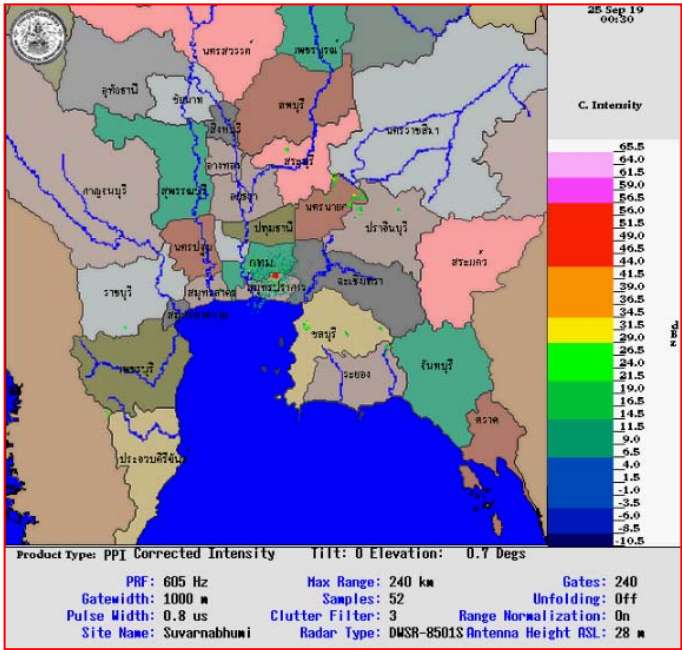 25 Sep 19
00:30
C. Intensity
เพชรบูรณ์
นครสวรรค์
อุทัยธานี
ชัยนาท
ลพบุรี
สิงห์บุรี
นครราชสีมา
อ่างทอง
สระบุรี
กาญจนบุรี
สุพรรณบุรี
อยุธยา
นครนายก
ปราจีนบุรี
ปทุมธานี
นครปฐม
กทม.
สระแก้ว
ราชบุรี
สมุทรสาคร
สมุทรปราการ
ฉะเชิงเทรา
ชลบุรี
เพชรบุรี
ระยอง
จันทบุรี
ตราด
ประจวบคีรีขันธ์
65.5
64.0
61.5
59.0
56.5
56.0
51.5
49.0
46.5
44.0
41.5
39.0
36.5
34.0
31.5
29.0
26.5
24.0
21.5
19.0
16.5
14.5
11.5
9.0
6.5
4.0
1.5
-1.0
-3.5
-6.0
-8.5
-10.5
Product Type: PPI Corrected Intensity Tilt: 0 Elevation: 0.7 Degs
PRF: 605 Hz Max Range: 240 km Gates: 240
Gatewidth: 1000 m Samples: 52 Unfolding: Off
Pulse Width: 0.8 us Clutter Filter: 3 Range Normalization: On
Site Name: Suvarnabhumi Radar Type: DWSR-8501S Antenna Height ASL: 28 m